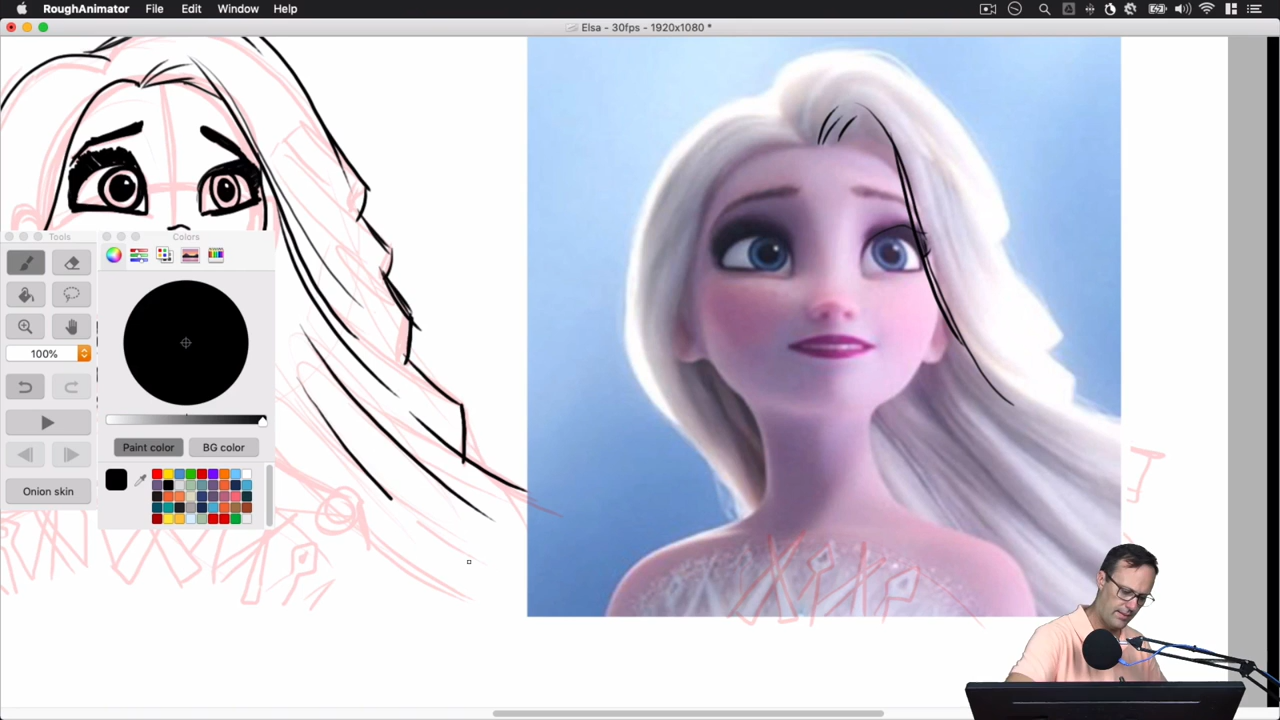 RoughAnimator File Edit Window Help
Elsa - 30fps - 1920x1080 *
Tools
Colors
100%
Paint color
BG color
Onion skin